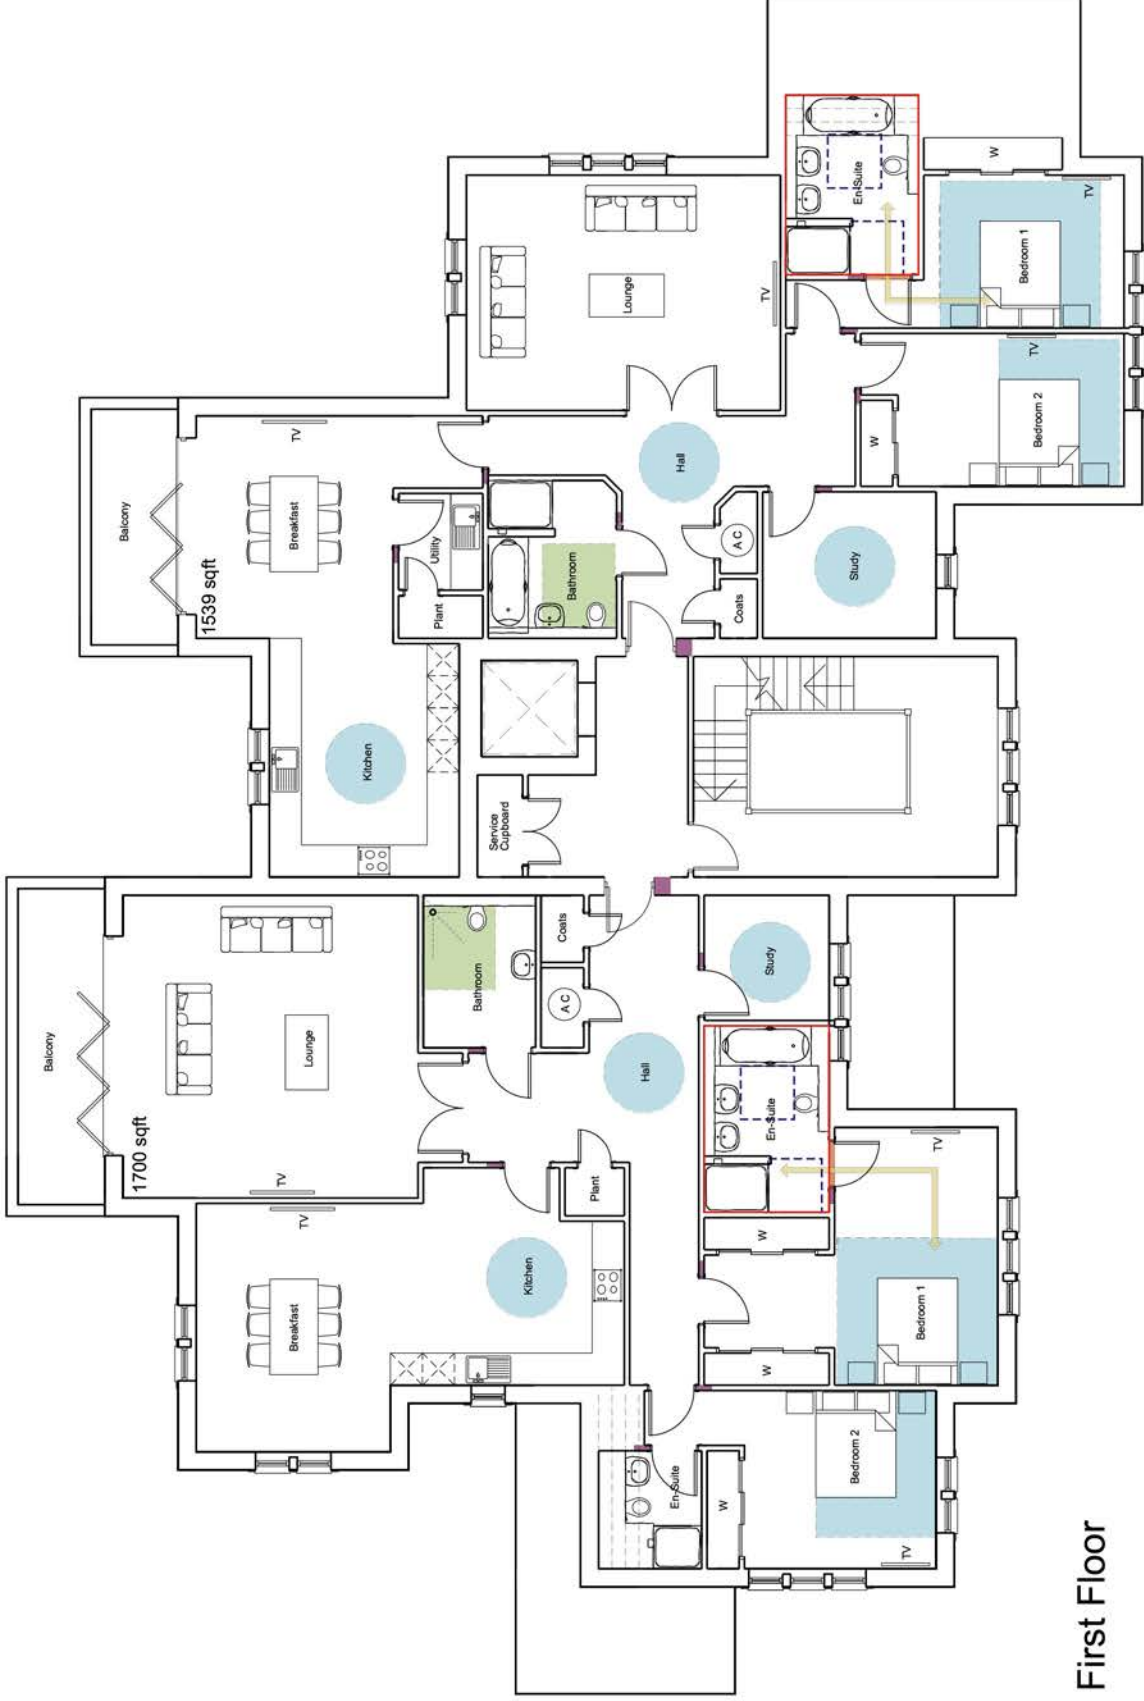 Balcony
1700 sqft
Lounge
TV
TV
Breakfast
Kitchen
Plant
Bathroom
Coats
A C
Hall
Study
En-Suite
W
W
Bedroom 1
TV
Bedroom 2
TV
W
En-Suite
Balcony
1539 sqft
TV
Breakfast
Kitchen
Utility
Plant
Service
Cupboard
Bathroom
Hall
A C
Coats
Study
Lounge
TV
En-Suite
W
TV
Bedroom 1
TV
Bedroom 2
W
First Floor